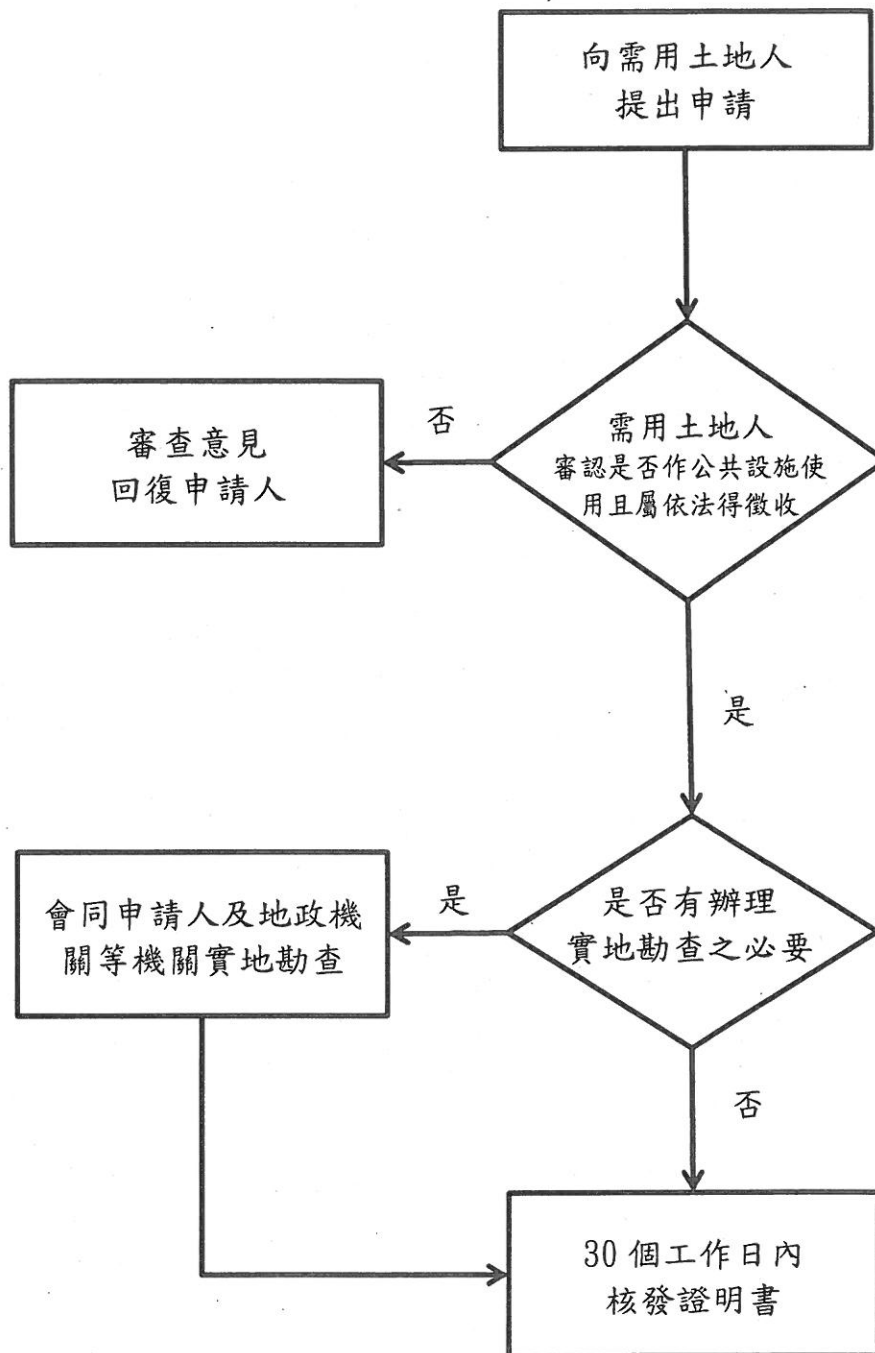 向需用土地人
提出申請
需用土地人
審認是否作公共設施使
用且屬依法得徵收
否
審查意見
回復申請人
是
是否有辦理
實地勘查之必要
是
會同申請人及地政機
關等機關實地勘查
否
30個工作日內
核發證明書